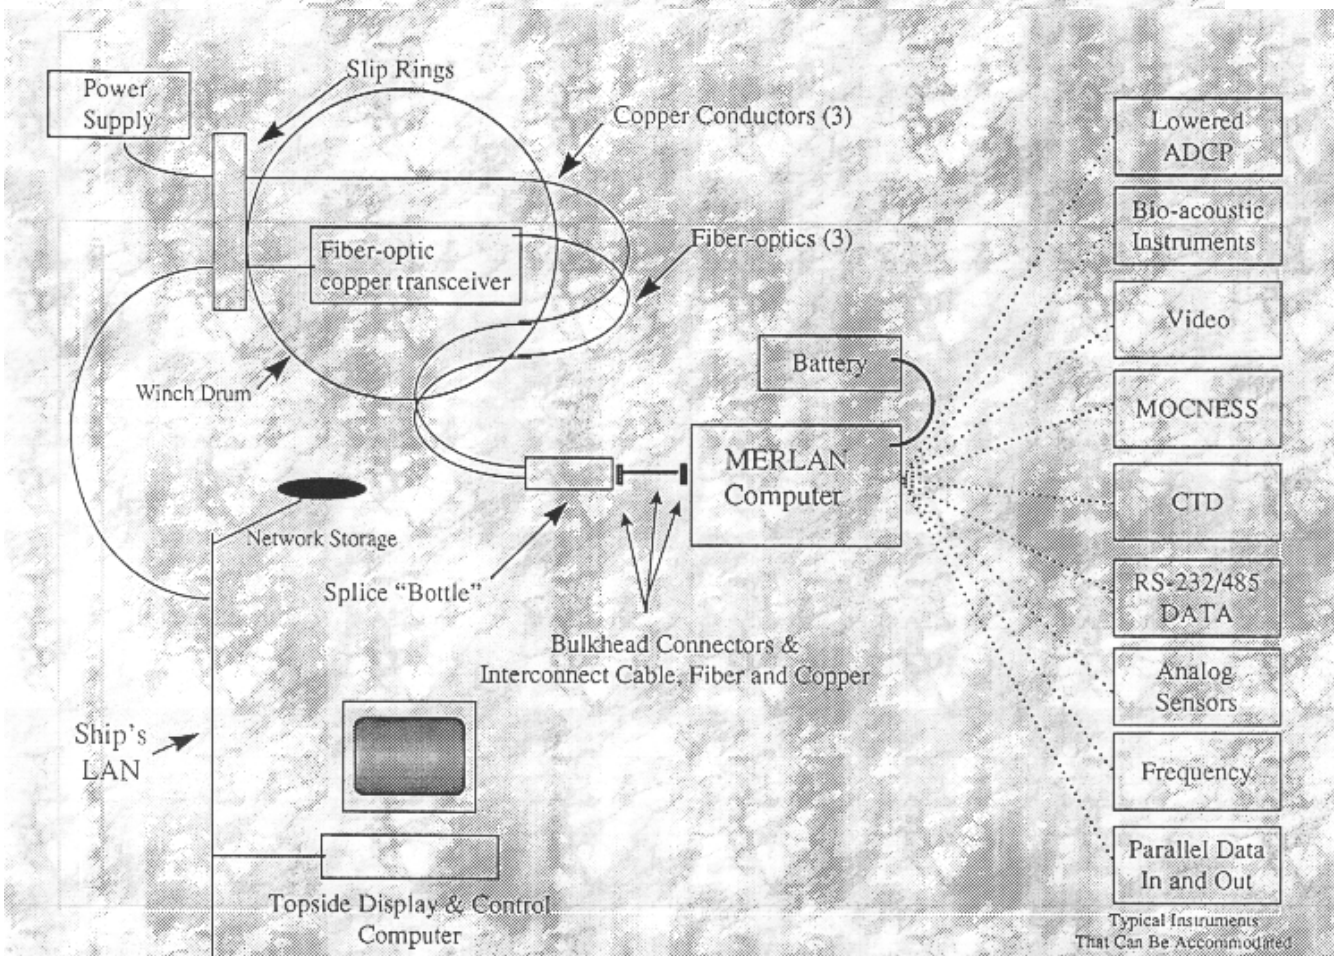 Slip Rings
Power
Supply
Copper Conductors (3)
Fiber-optics (3)
Fiber-optic
copper transceiver
Winch Drum
Battery
MERLAN
Computer
Network Storage
Splice “Bottle”
Bulkhead Connectors &
Interconnect Cable, Fiber and Copper
Ship's
LAN
Topside Display & Control
Computer
Lowered
ADCP
Bio-acoustic
Instruments
Video
MOCNESS
CTD
RS-232/485
DATA
Analog
Sensors
Frequency
Parallel Data
In and Out
Typical Instruments
That Can Be Accommodated